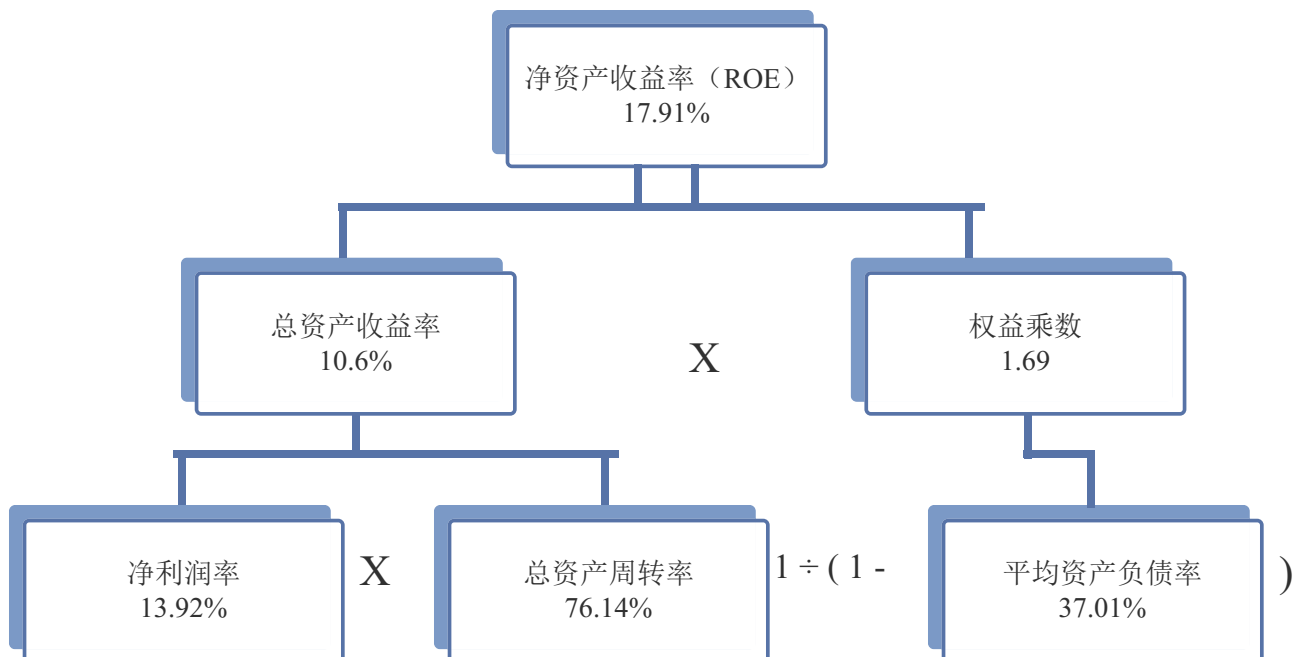 净资产收益率（ROE）
17.91%
总资产收益率
10.6%
X
权益乘数
1.69
净利润率
13.92%
X
总资产周转率
76.14%
1 ÷ ( 1 -
平均资产负债率
37.01%
)